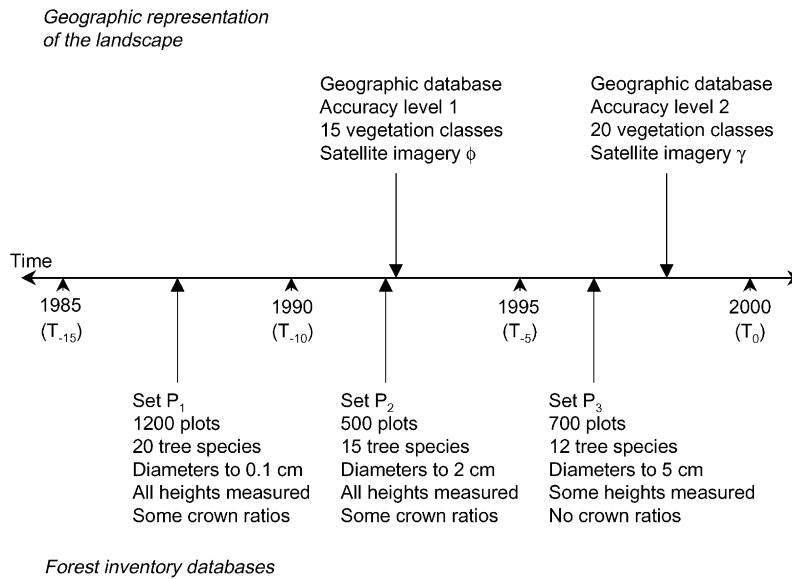 Geographic representation
of the landscape
Geographic database
Accuracy level 1
15 vegetation classes
Satellite imagery ϕ
Geographic database
Accuracy level 2
20 vegetation classes
Satellite imagery γ
Time
1985
(T-15)
1990
(T-10)
1995
(T-5)
2000
(T0)
Set P1
1200 plots
20 tree species
Diameters to 0.1 cm
All heights measured
Some crown ratios
Set P2
500 plots
15 tree species
Diameters to 2 cm
All heights measured
Some crown ratios
Set P3
700 plots
12 tree species
Diameters to 5 cm
Some heights measured
No crown ratios
Forest inventory databases